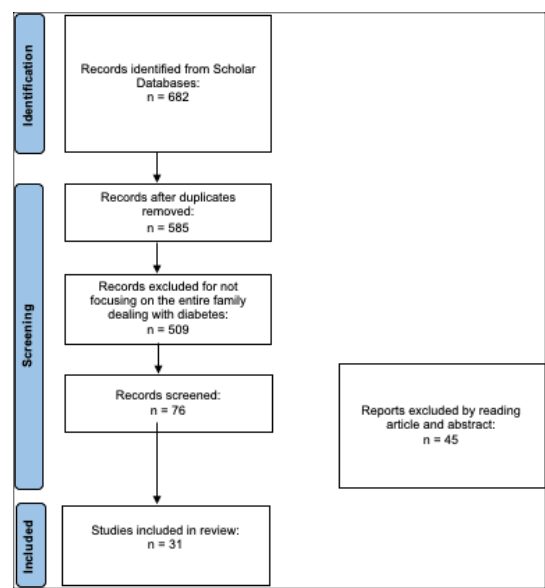 Identification
Records identified from Scholar
Databases:
n = 682
Screening
Records after duplicates
removed:
n = 585
Records excluded for not
focusing on the entire family
dealing with diabetes:
n = 509
Records screened:
n = 76
Reports excluded by reading
article and abstract:
n = 45
Included
Studies included in review:
n = 31